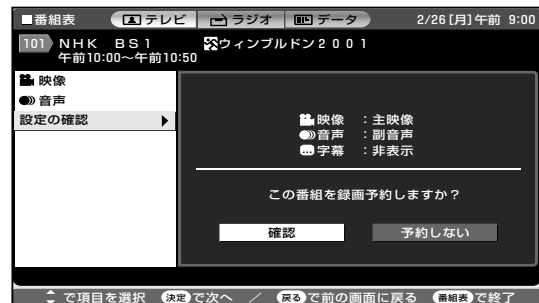 ■番組表 テレビ ラジオ データ 2/26[月]午前 9:00
101 NHK BS1 ウィンブルドン2001
午前10:00~午前10:50
映像
音声
設定の確認 ▶
映像 :主映像
音声 :副音声
字幕 :非表示
この番組を録画予約しますか?
確認 予約しない
で項目を選択 決定で次へ / 戻るで前の画面に戻る 番組表で終了